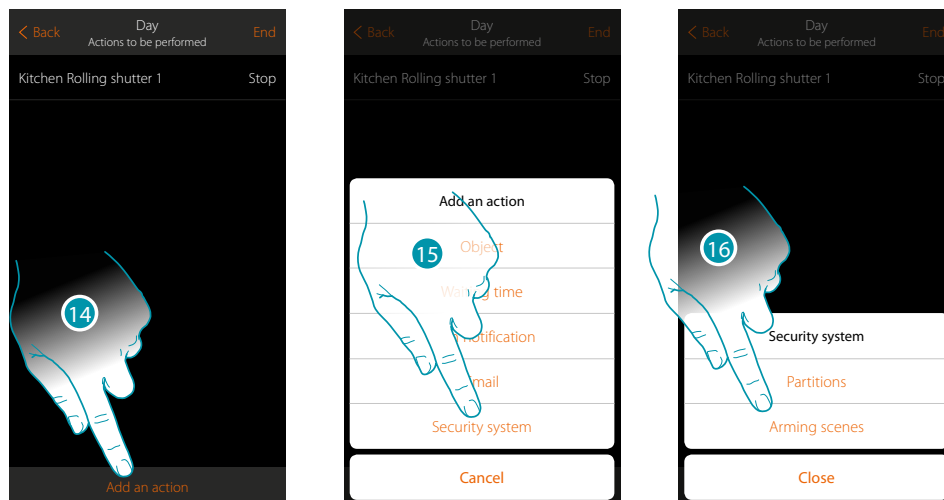 < Back
Day
End
Actions to be performed
Kitchen Rolling shutter 1
Stop
14
Add an action
< Back
Day
End
Actions to be performed
Kitchen Rolling shutter 1
Stop
Add an action
15
Object
time
notification
Security system
Cancel
< Back
Day
End
Actions to be performed
Kitchen Rolling shutter 1
Stop
16
Security system
Partitions
Arming scenes
Close